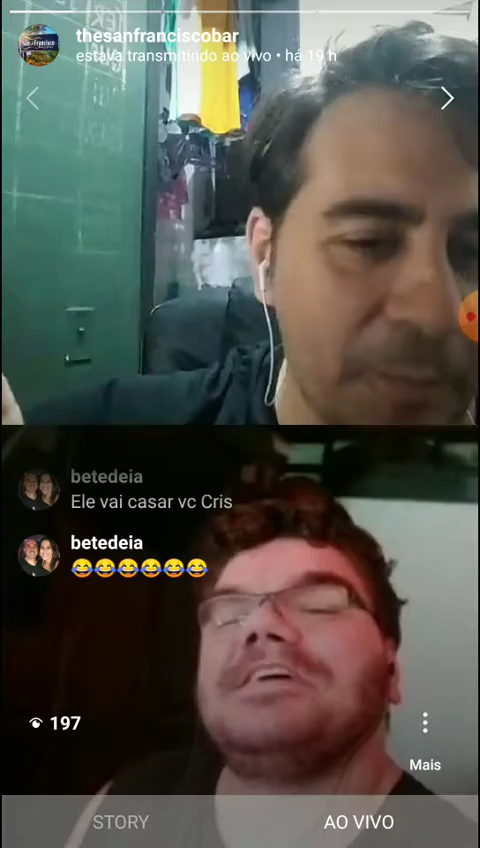 thesanfranciscobar
estava transmitindo ao vivo • há 19 h
betedeia
Ele vai casar vc Cris
betedeia
😂😂😂😂😂😂
197
Mais
STORY
AO VIVO